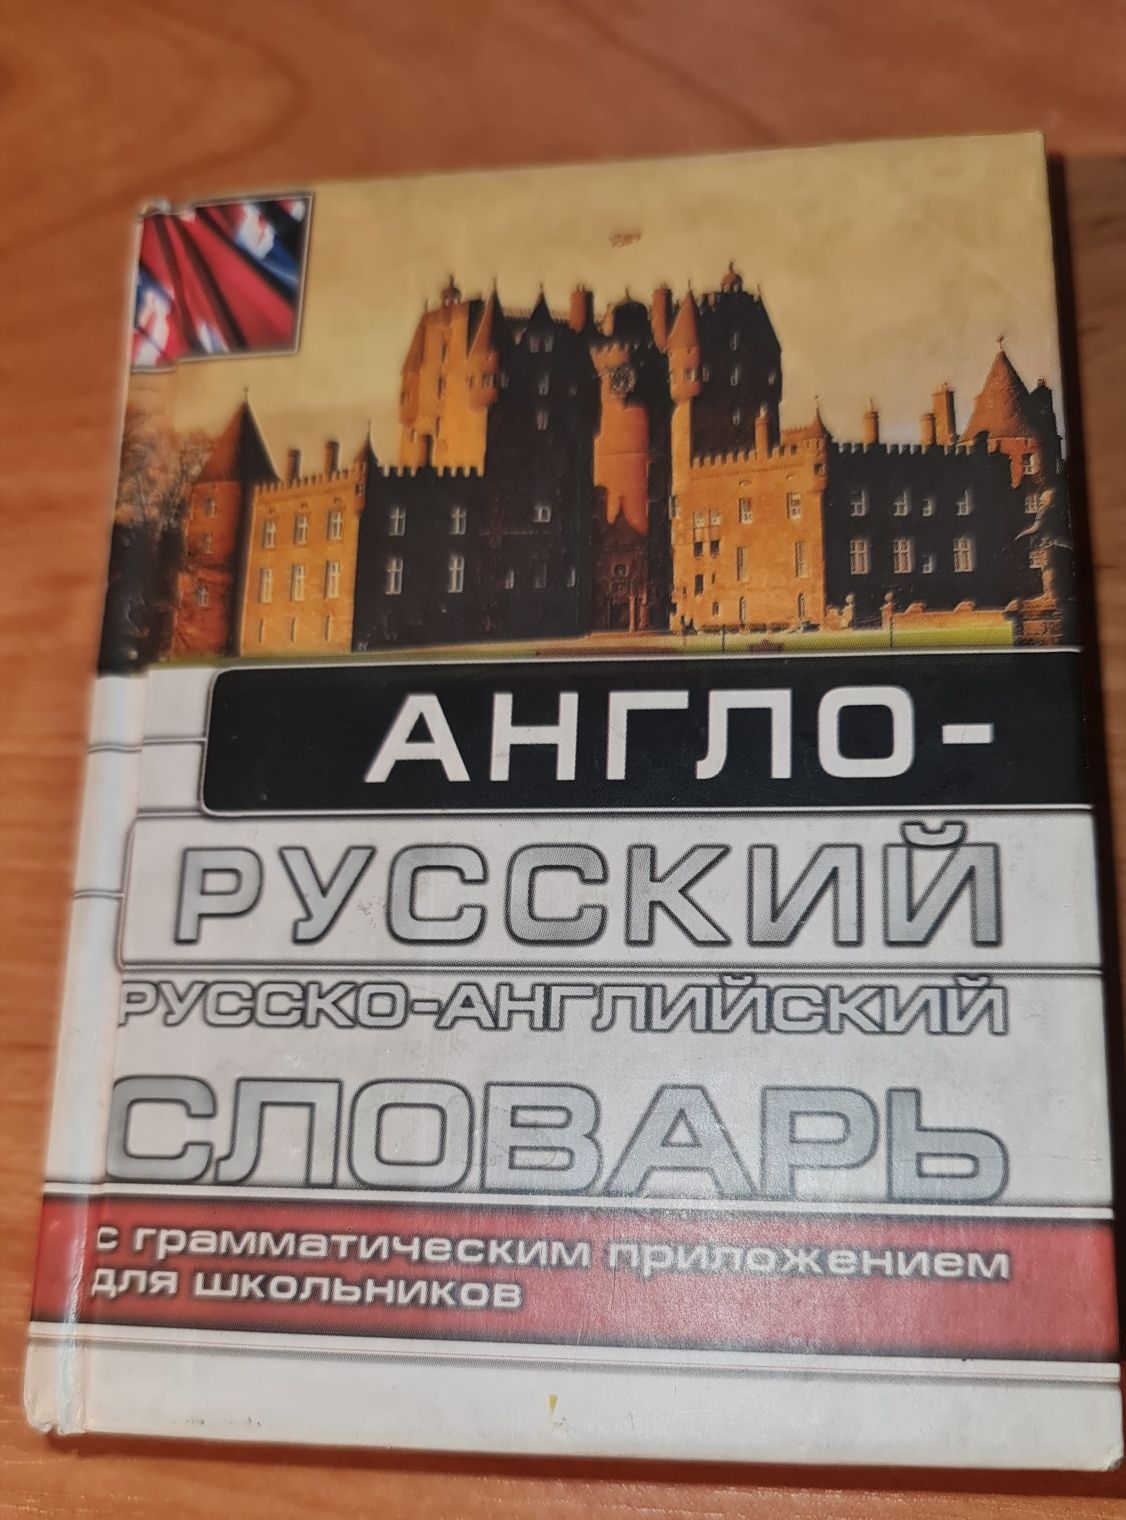 АНГЛО-
РУССКИЙ
РУССКО-АНГЛИЙСКИЙ
СЛОВАРЬ
с грамматическим приложением
для школьников